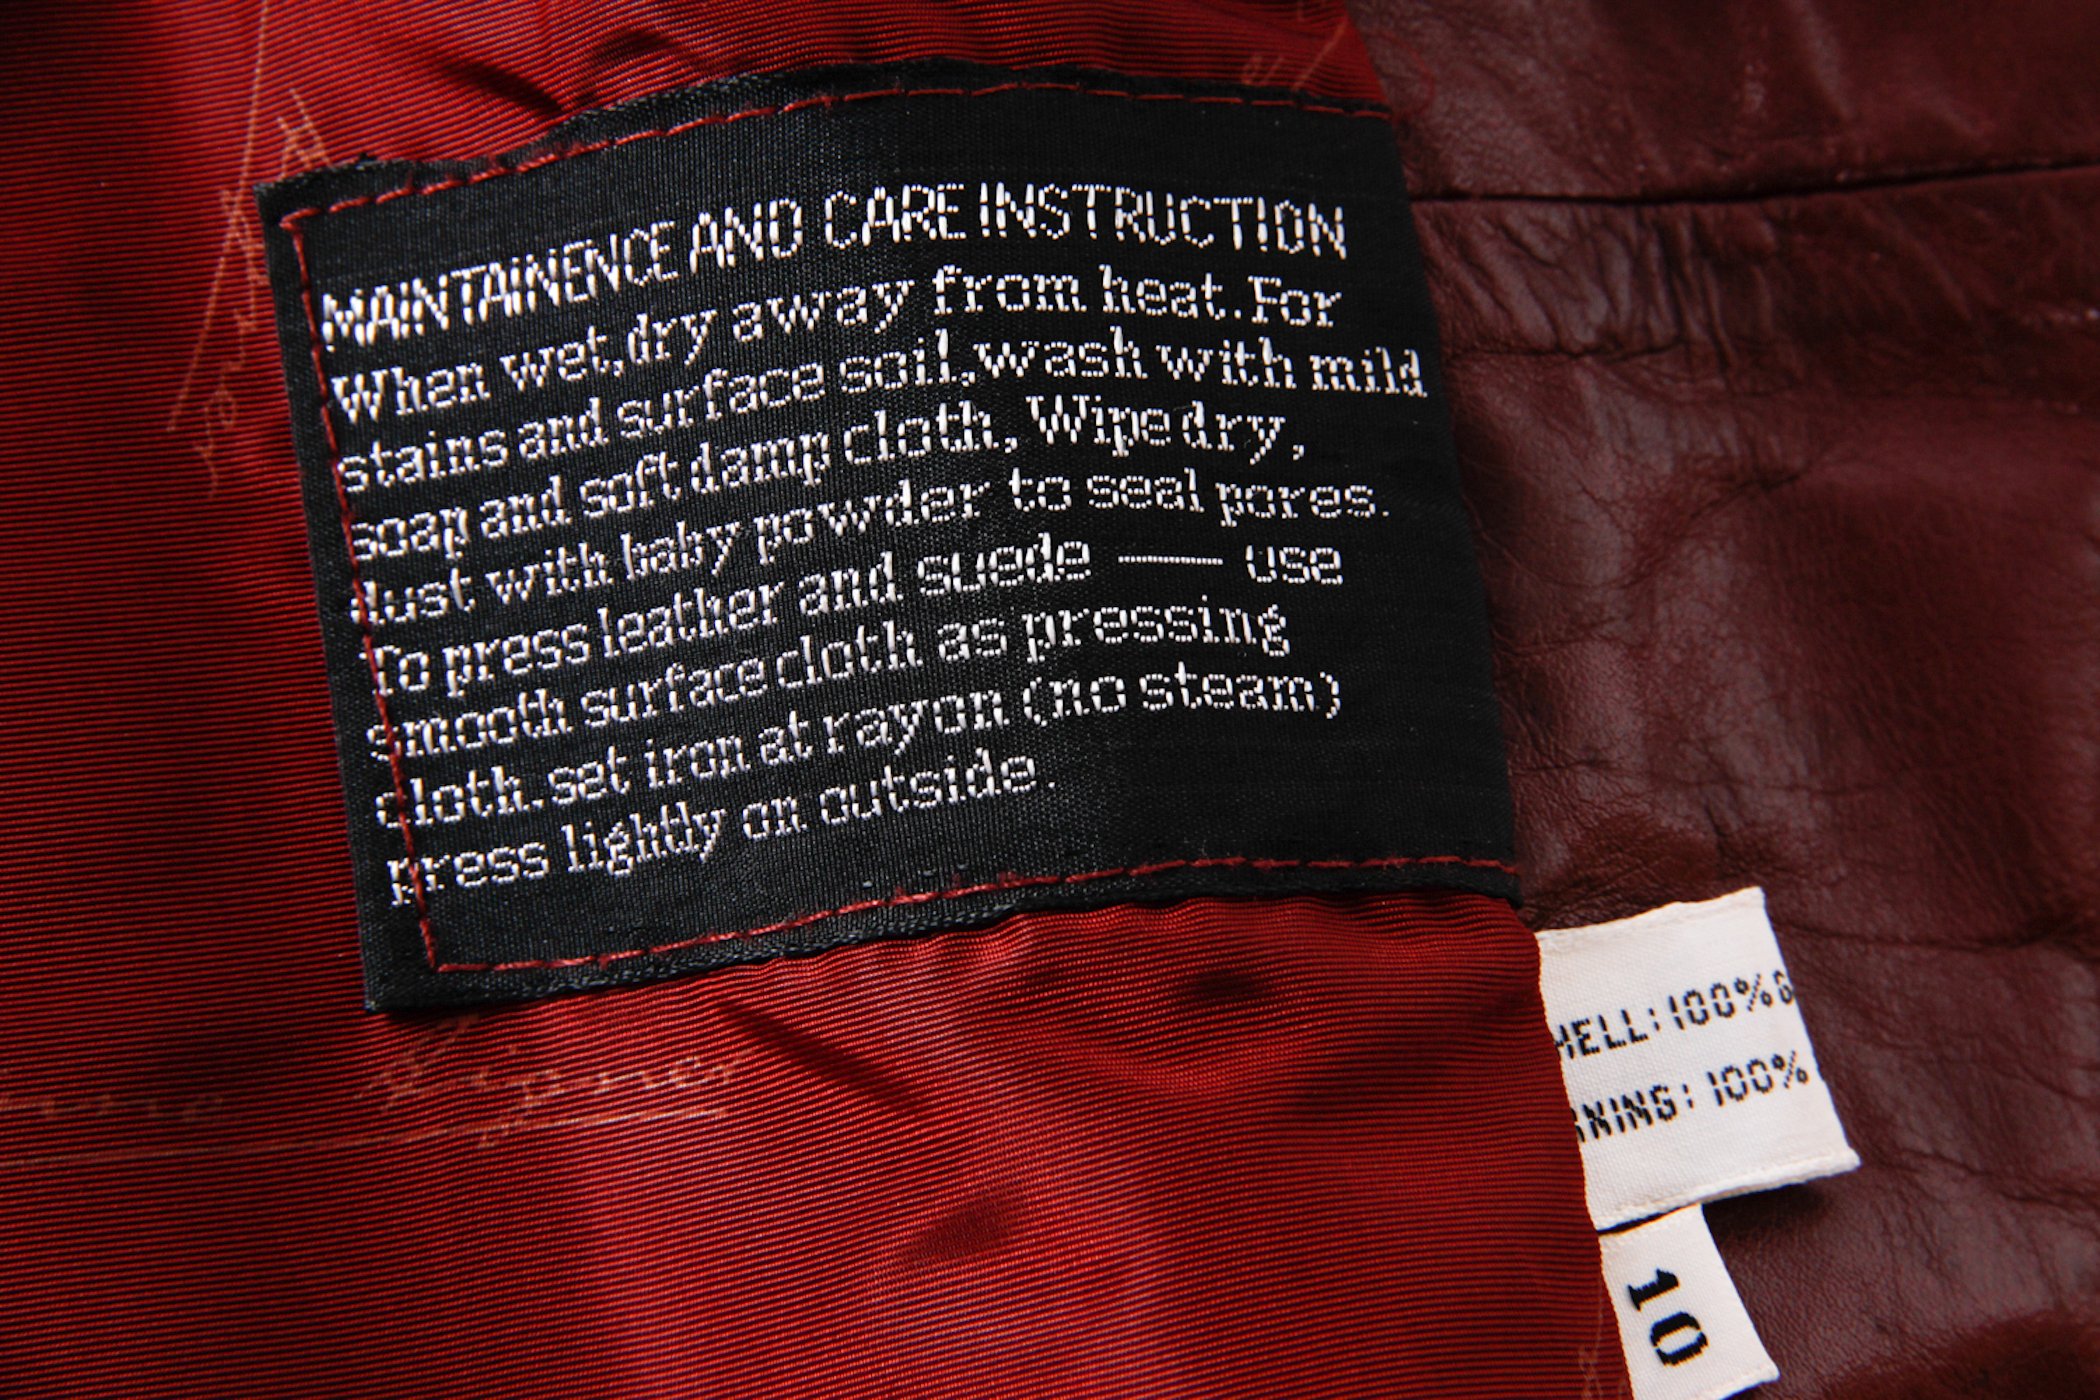 MAINTAINENCE AND CARE INSTRUCTION
When wet,dry away from heat.For
stains and surface soil,wash with mild
soap and soft damp cloth, Wipe dry,
dust with baby powder to seal pores.
To press leather and suede —— use
smooth surface cloth as pressing
cloth. set iron at rayon (no steam)
press lightly on outside.
HELL: 100%
NING: 100%
10